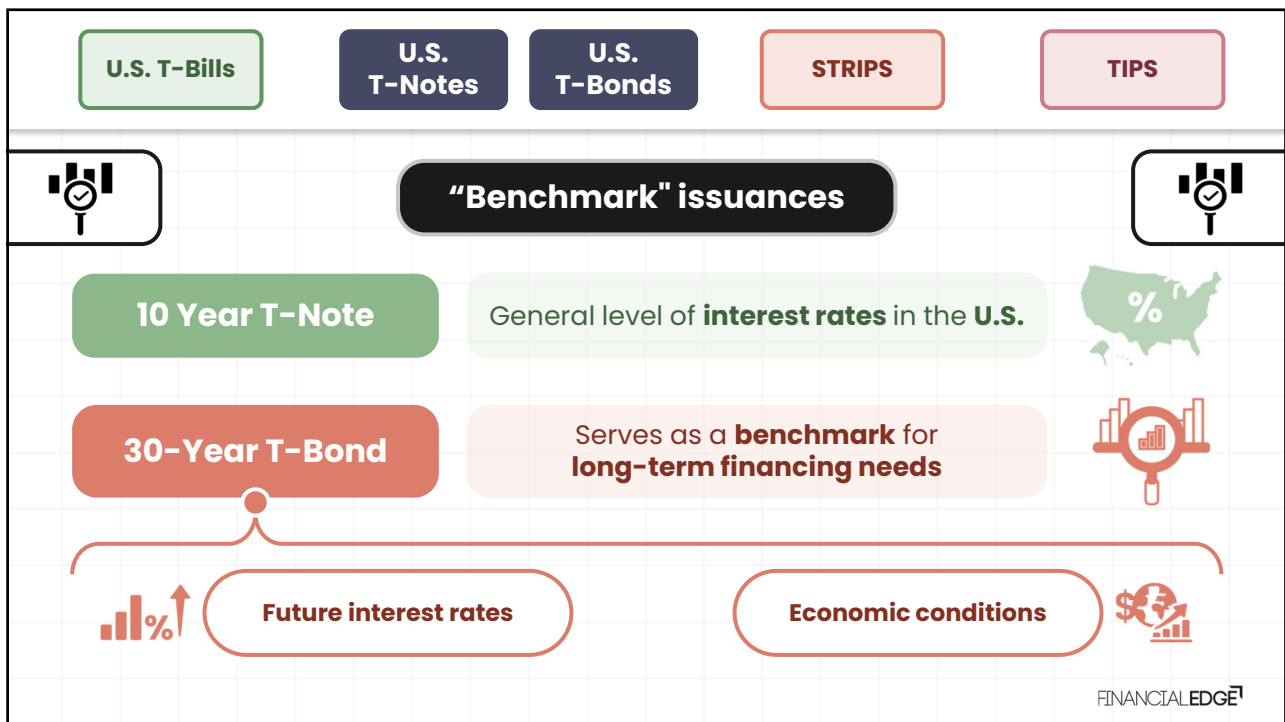 U.S. T-Bills
U.S.
T-Notes
U.S.
T-Bonds
STRIPS
TIPS
“Benchmark" issuances
10 Year T-Note
General level of interest rates in the U.S.
%
30-Year T-Bond
Serves as a benchmark for
long-term financing needs
%
Future interest rates
Economic conditions
$
FINANCIALEDGE